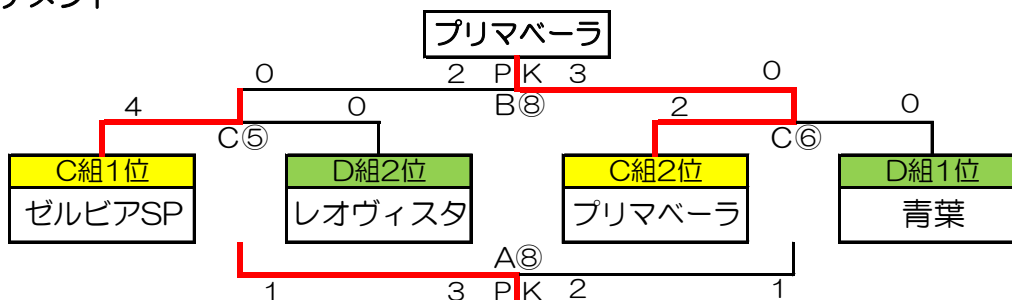 プリマベーラ
0 2 PK 3 0
4 0 B⑧ 2 0
C⑤ C⑥
C組1位 D組2位 C組2位 D組1位
ゼルビアSP レオヴィスタ プリマベーラ 青葉
A⑧
1 3 PK 2 1